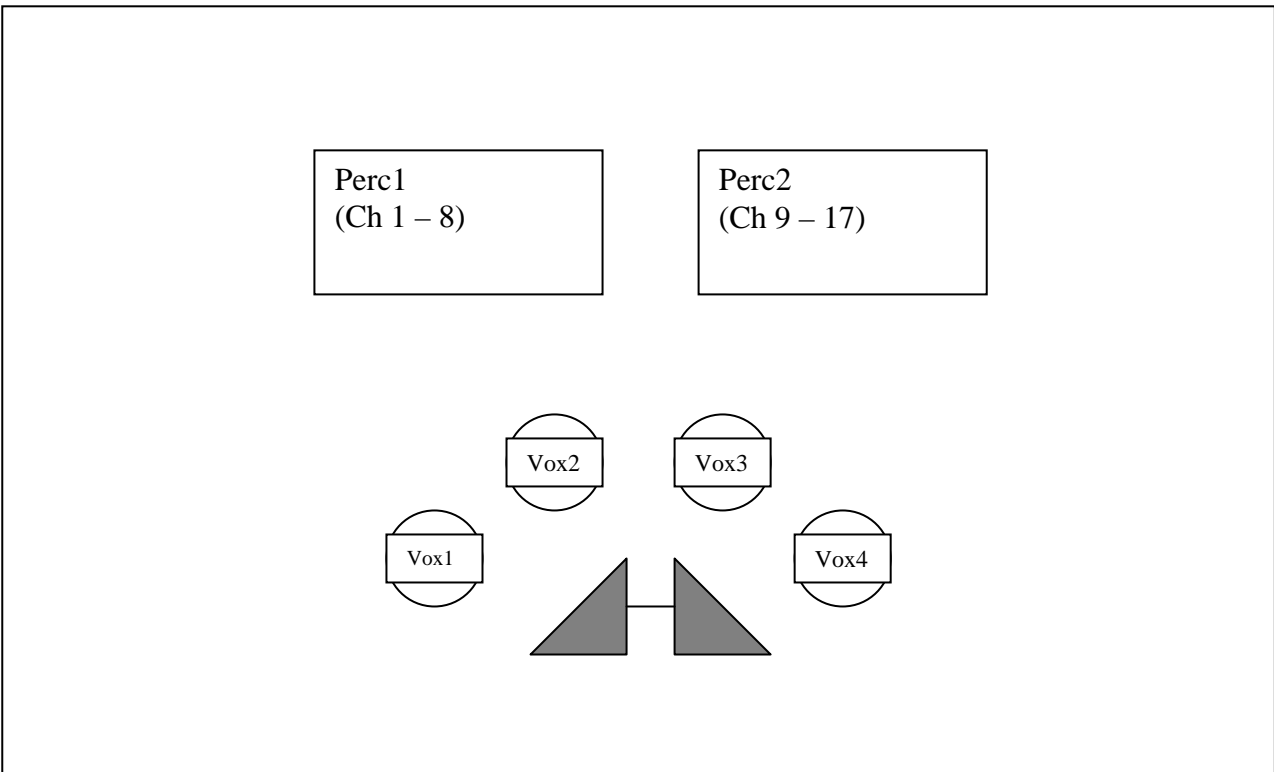 Perc1
(Ch 1 – 8)
Perc2
(Ch 9 – 17)
Vox2
Vox3
Vox1
Vox4